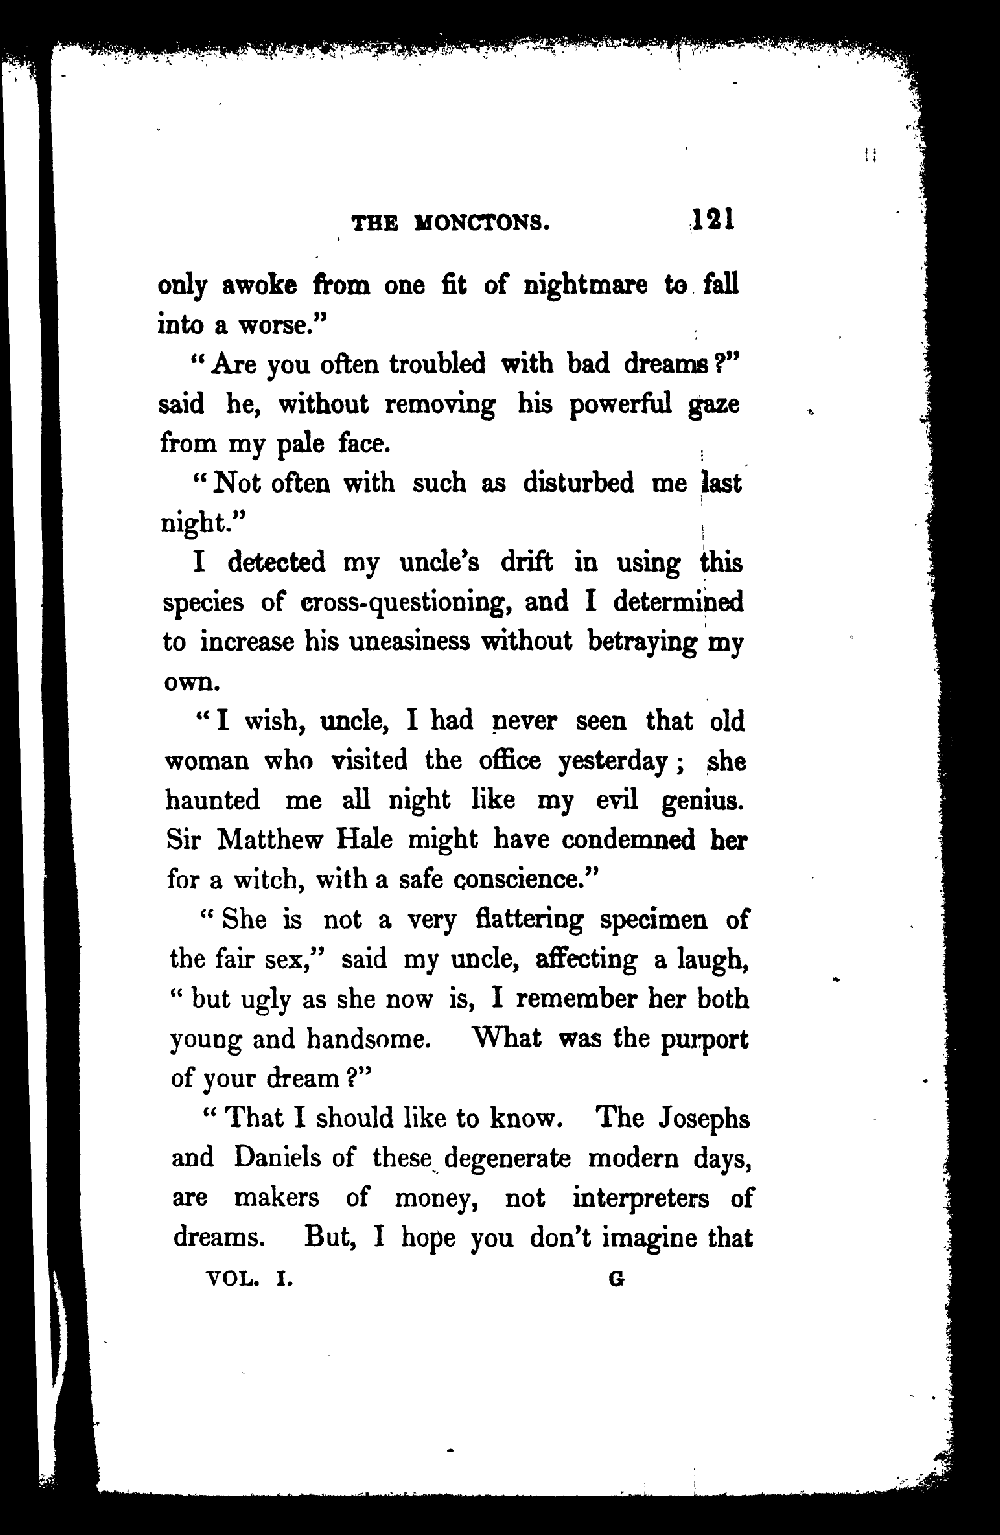 THE MONCTONS. 121
only awoke from one fit of nightmare to fall
into a worse.”
“Are you often troubled with bad dreams?”
said he, without removing his powerful gaze
from my pale face.
“Not often with such as disturbed me last
night.”
I detected my uncle’s drift in using this
species of cross-questioning, and I determined
to increase his uneasiness without betraying my
own.
“I wish, uncle, I had never seen that old
woman who visited the office yesterday; she
haunted me all night like my evil genius.
Sir Matthew Hale might have condemned her
for a witch, with a safe conscience.”
“She is not a very flattering specimen of
the fair sex,” said my uncle, affecting a laugh,
“but ugly as she now is, I remember her both
young and handsome. What was the purport
of your dream?”
“That I should like to know. The Josephs
and Daniels of these degenerate modern days,
are makers of money, not interpreters of
dreams. But, I hope you don’t imagine that
VOL. I. G